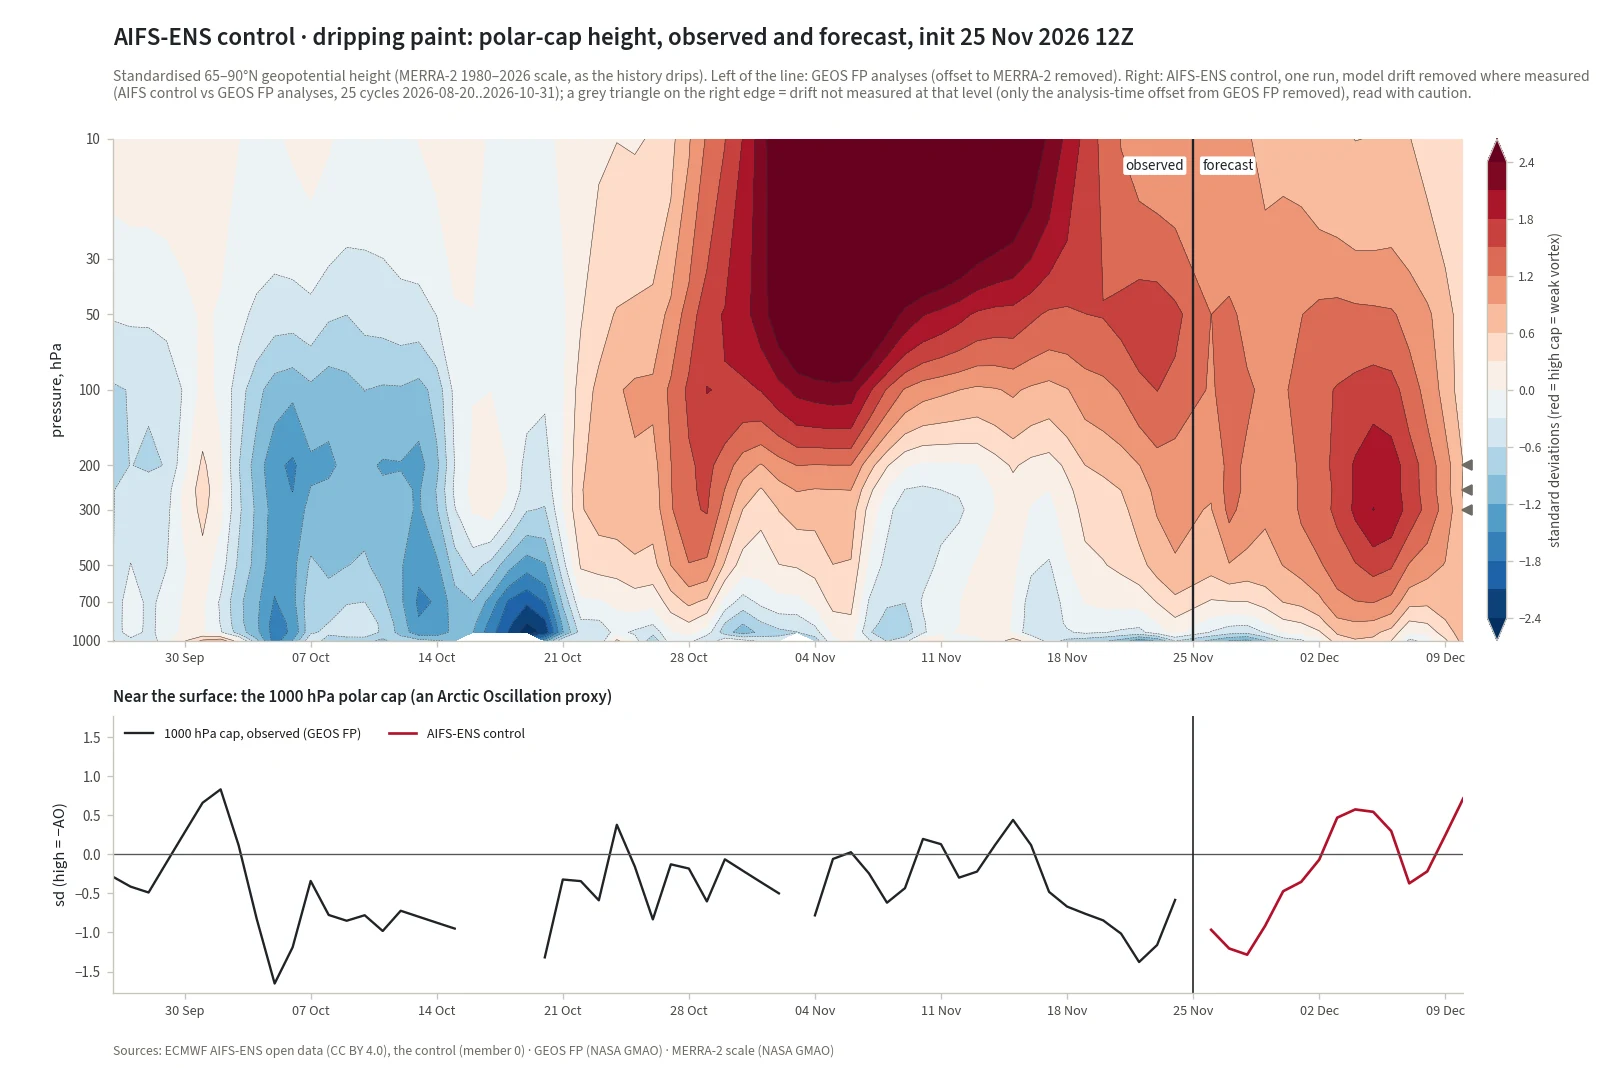 AIFS-ENS control · dripping paint: polar-cap height, observed and forecast, init 25 Nov 2026 12Z
Standardised 65–90°N geopotential height (MERRA-2 1980–2026 scale, as the history drips). Left of the line: GEOS FP analyses (offset to MERRA-2 removed). Right: AIFS-ENS control, one run, model drift removed where measured
(AIFS control vs GEOS FP analyses, 25 cycles 2026-08-20..2026-10-31); a grey triangle on the right edge = drift not measured at that level (only the analysis-time offset from GEOS FP removed), read with caution.
observed
forecast
pressure, hPa
10
30
50
100
200
300
500
700
1000
30 Sep
07 Oct
14 Oct
21 Oct
28 Oct
04 Nov
11 Nov
18 Nov
25 Nov
02 Dec
09 Dec
2.4
1.8
1.2
0.6
0.0
−0.6
−1.2
−1.8
−2.4
standard deviations (red = high cap = weak vortex)
Near the surface: the 1000 hPa polar cap (an Arctic Oscillation proxy)
1000 hPa cap, observed (GEOS FP)
AIFS-ENS control
sd (high = −AO)
1.5
1.0
0.5
0.0
−0.5
−1.0
−1.5
30 Sep
07 Oct
14 Oct
21 Oct
28 Oct
04 Nov
11 Nov
18 Nov
25 Nov
02 Dec
09 Dec
Sources: ECMWF AIFS-ENS open data (CC BY 4.0), the control (member 0) · GEOS FP (NASA GMAO) · MERRA-2 scale (NASA GMAO)